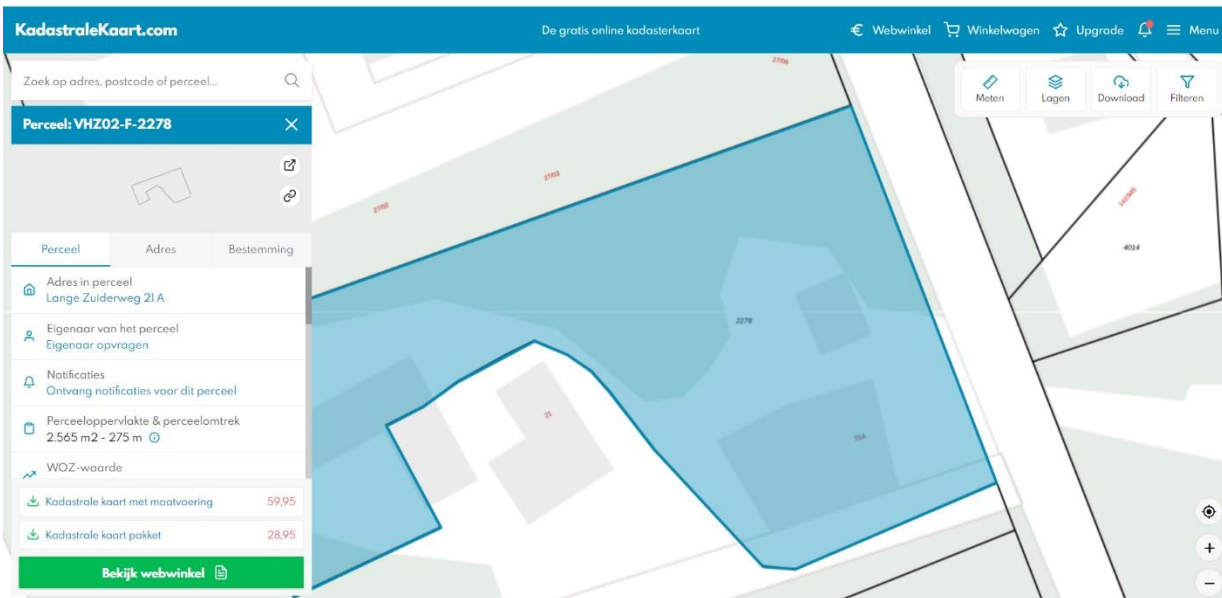 KadastraleKaart.com
De gratis online kadasterkaart
€ Webwinkel
Winkelwagen
Upgrade
Menu
Zoek op adres, postcode of perceel...
Perceel: VHZ02-F-2278
Perceel
Adres
Bestemming
Adres in perceel
Lange Zuiderweg 21 A
Eigenaar van het perceel
Eigenaar opvragen
Notificaties
Ontvang notificaties voor dit perceel
Perceeloppervlakte & perceelomtrek
2.565 m2 - 275 m
WOZ-waarde
Kadastrale kaart met maatvoering 59,95
Kadastrale kaart pakket 28,95
Bekijk webwinkel
Meten
Lagen
Download
Filteren
4014
2278
21
21A